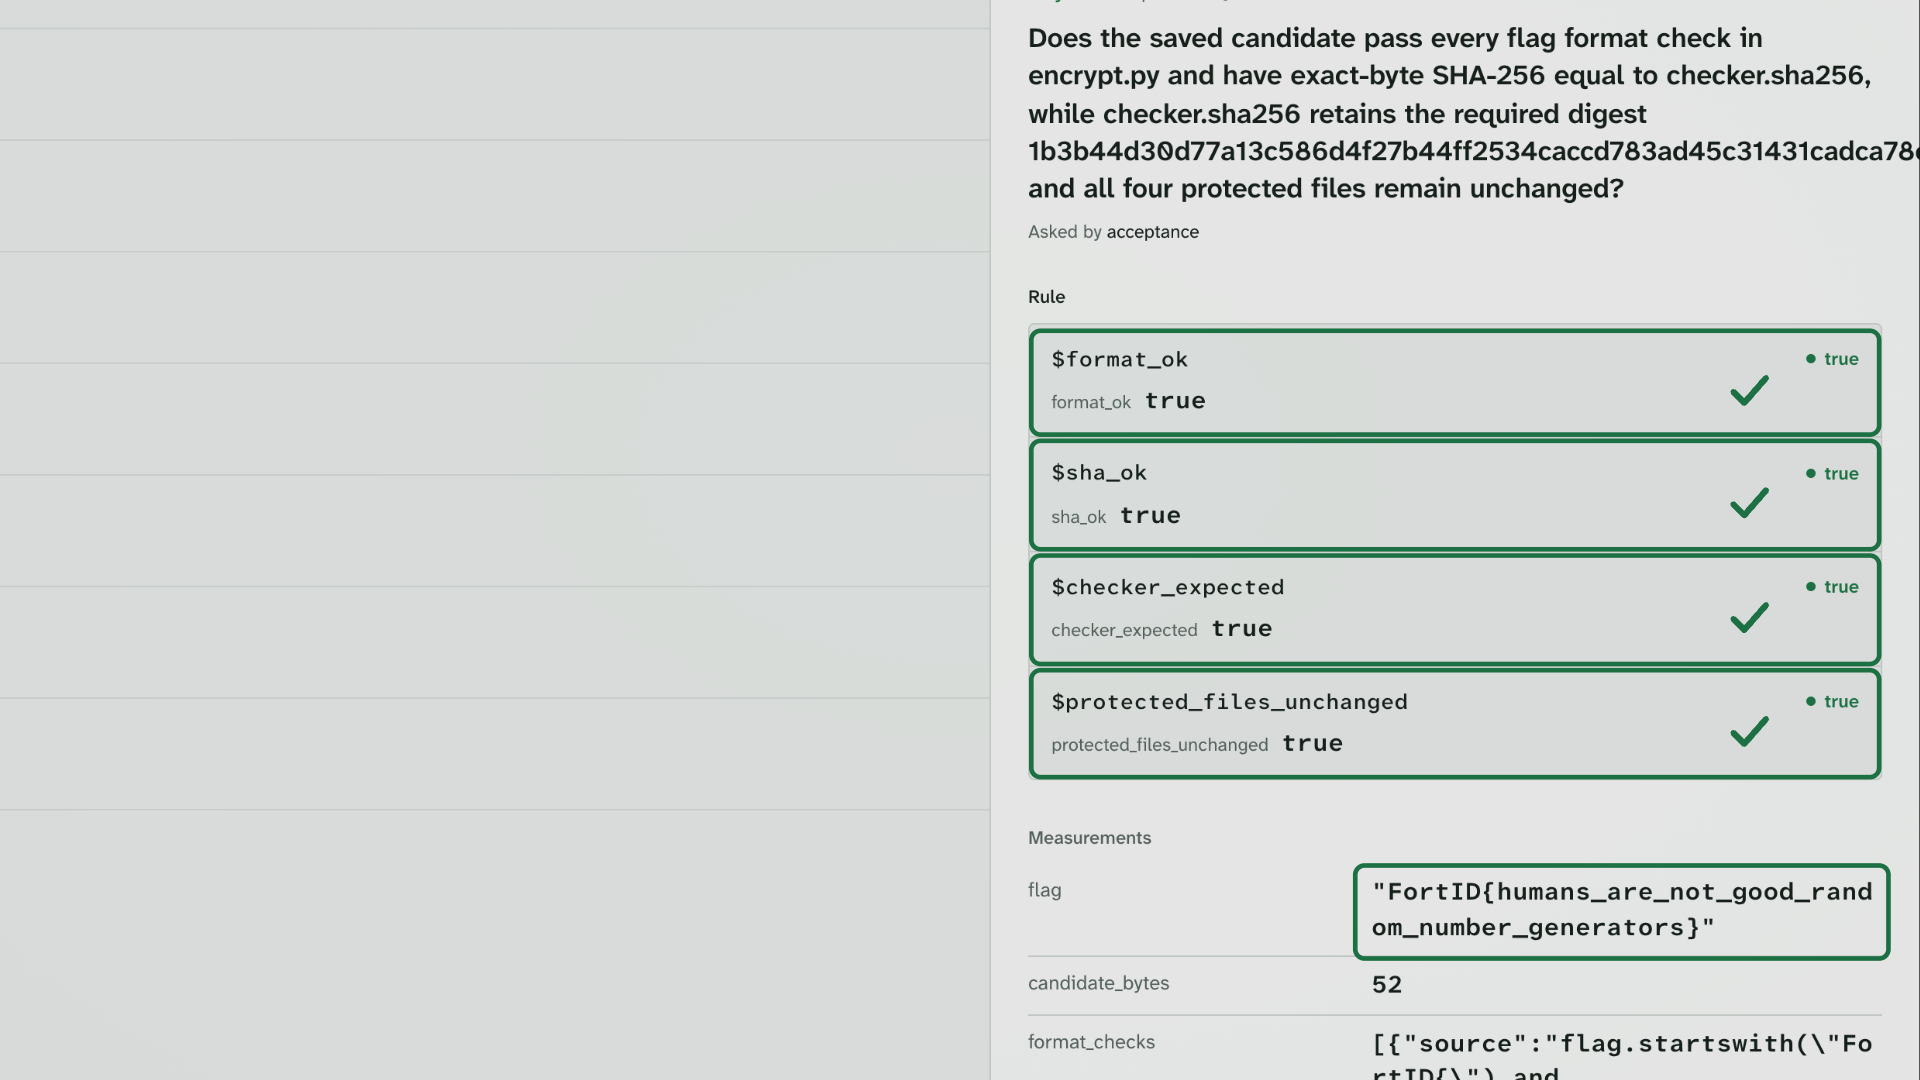 Does the saved candidate pass every flag format check in
encrypt.py and have exact-byte SHA-256 equal to checker.sha256,
while checker.sha256 retains the required digest
1b3b44d30d77a13c586d4f27b44ff2534caccd783ad45c31431cadca78
and all four protected files remain unchanged?
Asked by acceptance
Rule
$format_ok
true
format_ok true
$sha_ok
true
sha_ok true
$checker_expected
true
checker_expected true
$protected_files_unchanged
true
protected_files_unchanged true
Measurements
flag
"FortID{humans_are_not_good_rand
om_number_generators}"
candidate_bytes
52
format_checks
[{"source":"flag.startswith(\"Fo
rtID{\") and